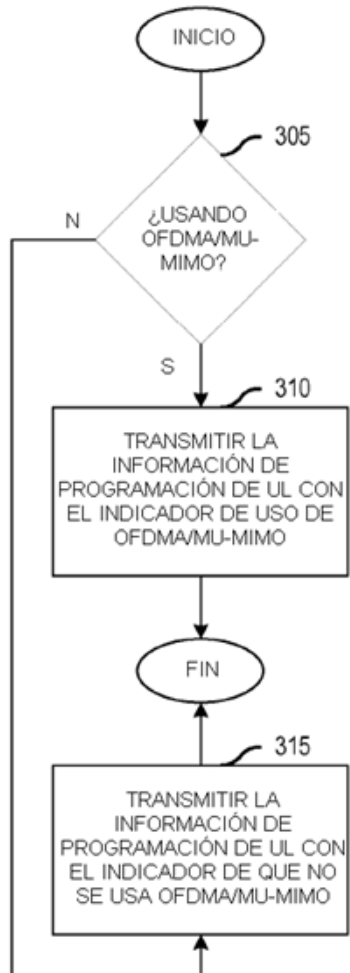 INICIO
305
¿USANDO
OFDMA/MU-
MIMO?
N
S
310
TRANSMITIR LA
INFORMACIÓN DE
PROGRAMACIÓN DE UL CON
EL INDICADOR DE USO DE
OFDMA/MU-MIMO
FIN
315
TRANSMITIR LA
INFORMACIÓN DE
PROGRAMACIÓN DE UL CON
EL INDICADOR DE QUE NO
SE USA OFDMA/MU-MIMO